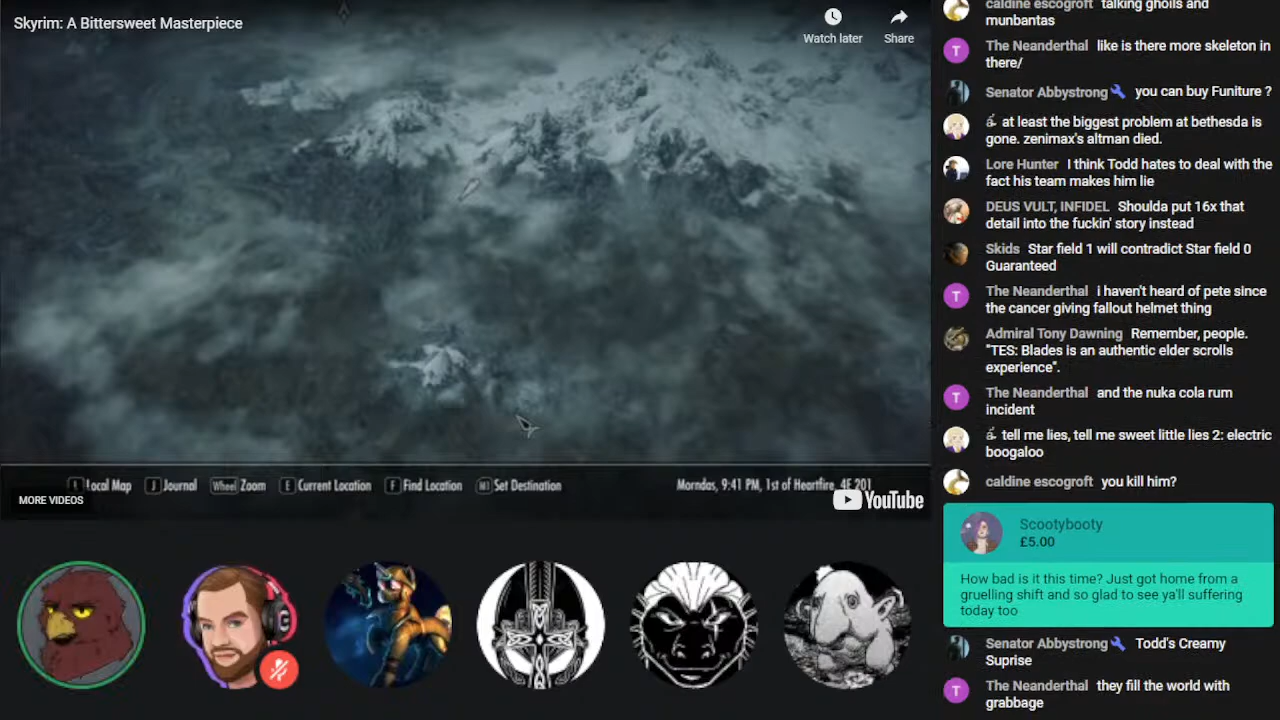 Skyrim: A Bittersweet Masterpiece
Watch later
Share
Local Map
J Journal
Wheel Zoom
E Current Location
F Find Location
Set Destination
Morndas, 9:41 PM, 1st of Heartfire, 4E 201
MORE VIDEOS
YouTube
caldine escogroft talking ghoils and
munbantas
T The Neanderthal like is there more skeleton in
there/
Senator Abbystrong you can buy Funiture ?
at least the biggest problem at bethesda is
gone. zenimax's altman died.
Lore Hunter I think Todd hates to deal with the
fact his team makes him lie
DEUS VULT, INFIDEL Shoulda put 16x that
detail into the fuckin' story instead
Skids Star field 1 will contradict Star field 0
Guaranteed
T The Neanderthal i haven't heard of pete since
the cancer giving fallout helmet thing
Admiral Tony Dawning Remember, people.
"TES: Blades is an authentic elder scrolls
experience".
T The Neanderthal and the nuka cola rum
incident
tell me lies, tell me sweet little lies 2: electric
boogaloo
caldine escogroft you kill him?
Scootybooty
£5.00
How bad is it this time? Just got home from a
gruelling shift and so glad to see ya'll suffering
today too
Senator Abbystrong Todd's Creamy
Suprise
T The Neanderthal they fill the world with
grabbage